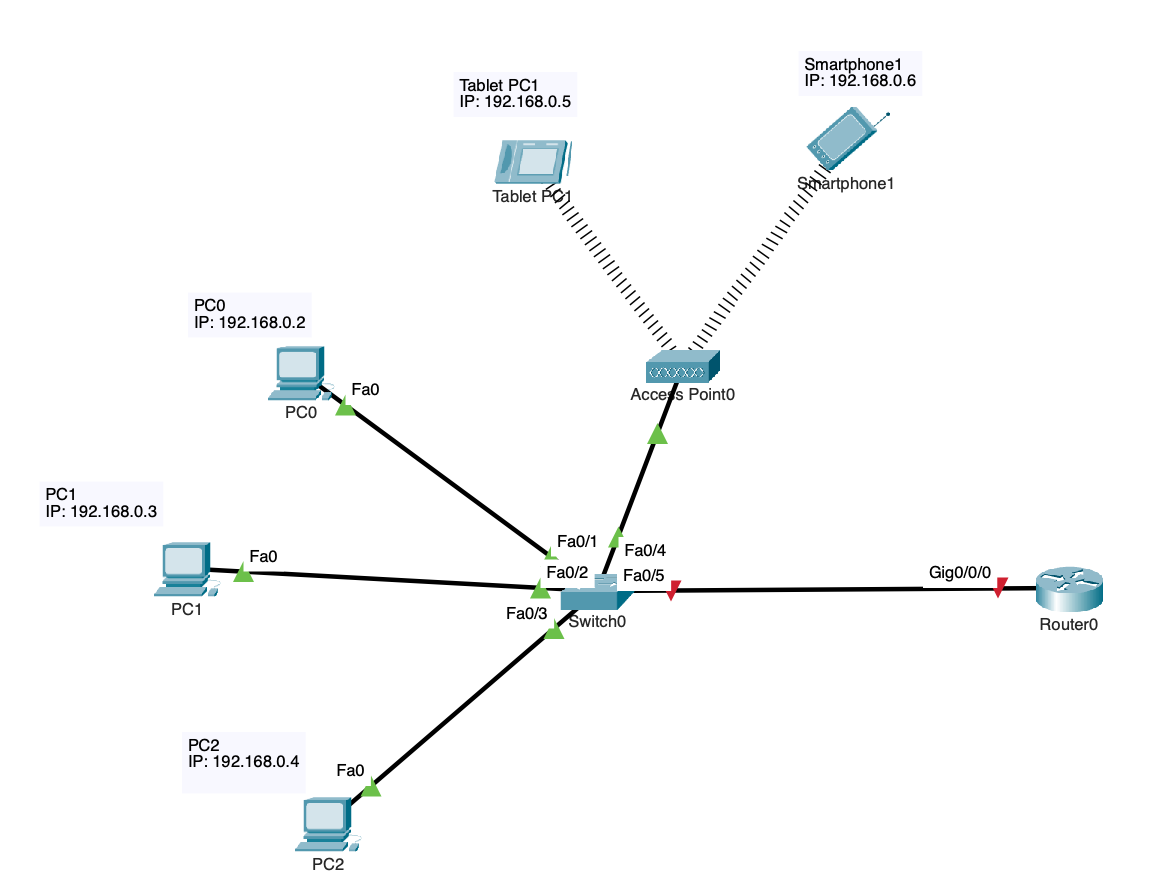 Smartphone1
IP: 192.168.0.6
Tablet PC1
IP: 192.168.0.5
Smartphone1
Tablet PC1
PC0
IP: 192.168.0.2
Fa0
PC0
Access Point0
PC1
IP: 192.168.0.3
Fa0/1
Fa0/4
Fa0
Fa0/2
Fa0/5
Gig0/0/0
PC1
Fa0/3
Switch0
Router0
PC2
IP: 192.168.0.4
Fa0
PC2